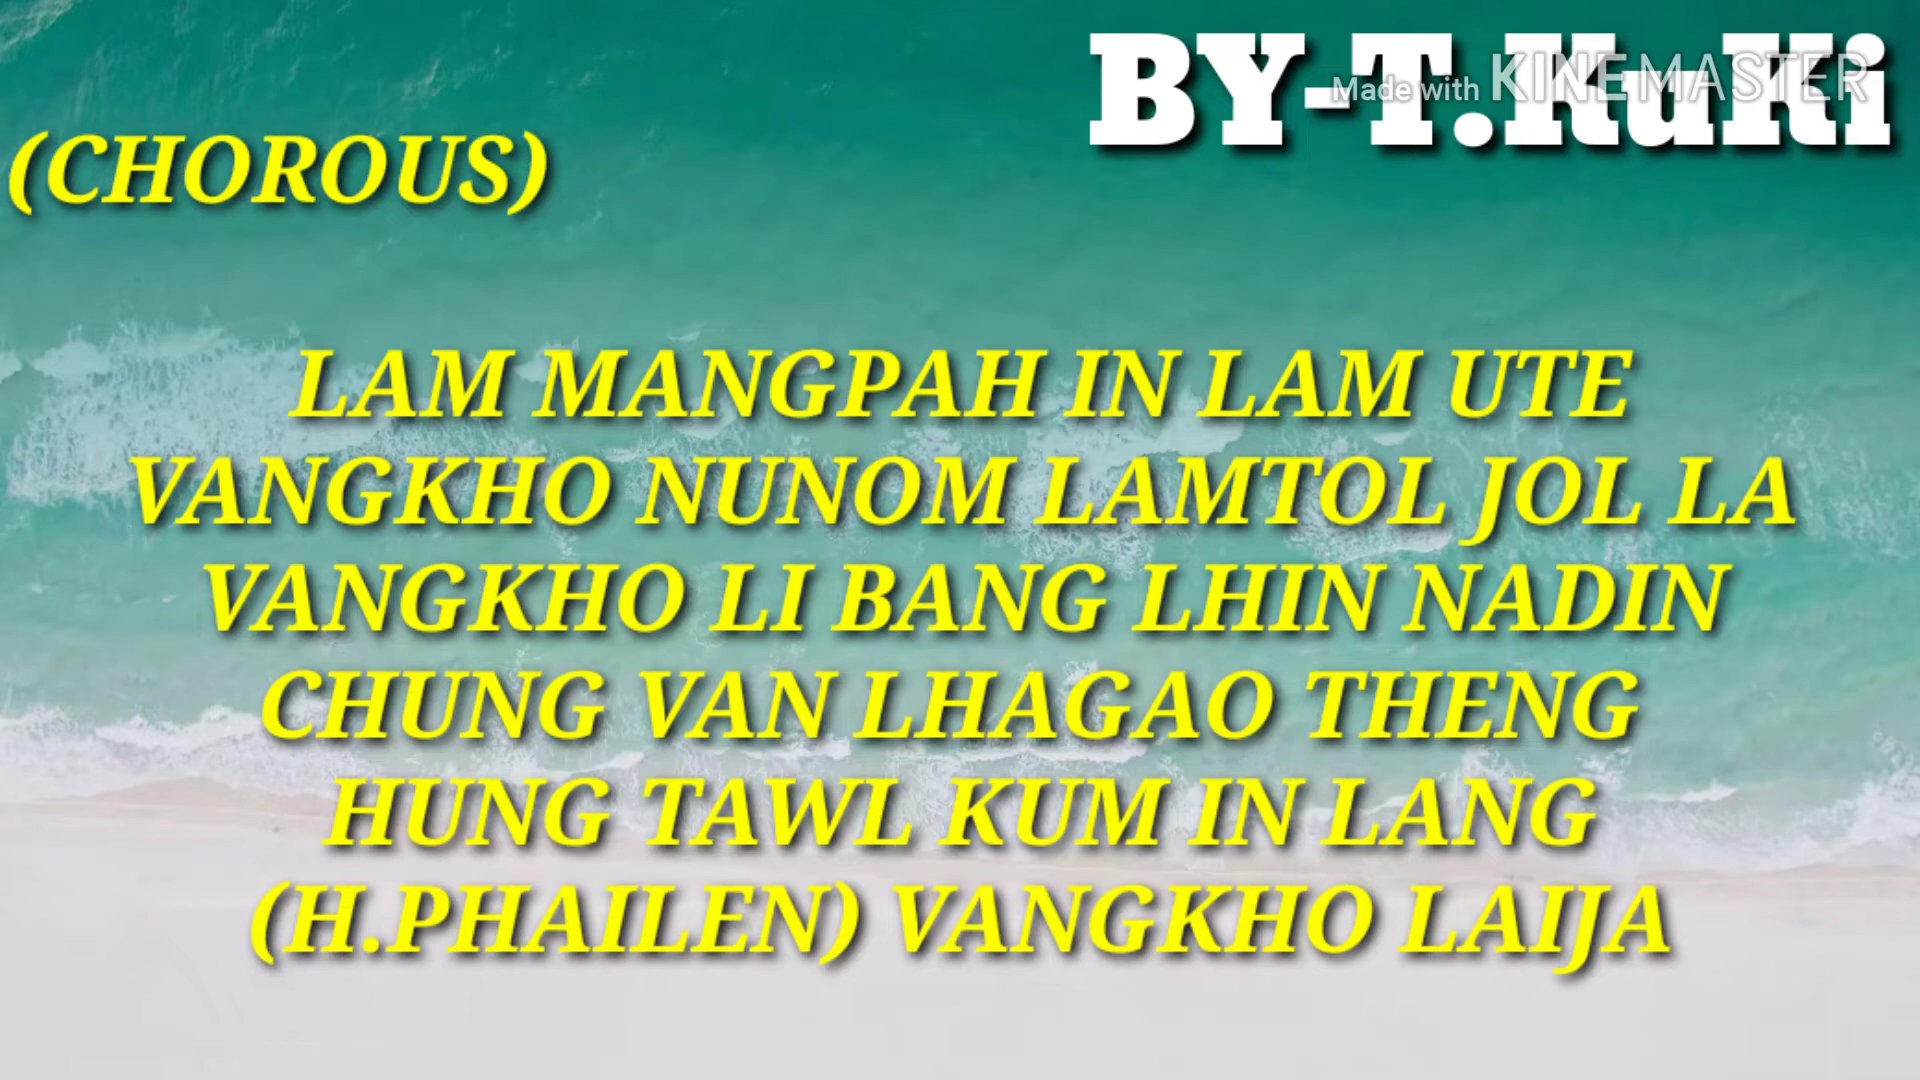 BY-T.KuKi
Made with KINEMASTER
(CHOROUS)
LAM MANGPAH IN LAM UTE
VANGKHO NUNOM LAMTOL JOL LA
VANGKHO LI BANG LHIN NADIN
CHUNG VAN LHAGAO THENG
HUNG TAWL KUM IN LANG
(H.PHAILEN) VANGKHO LAIJA